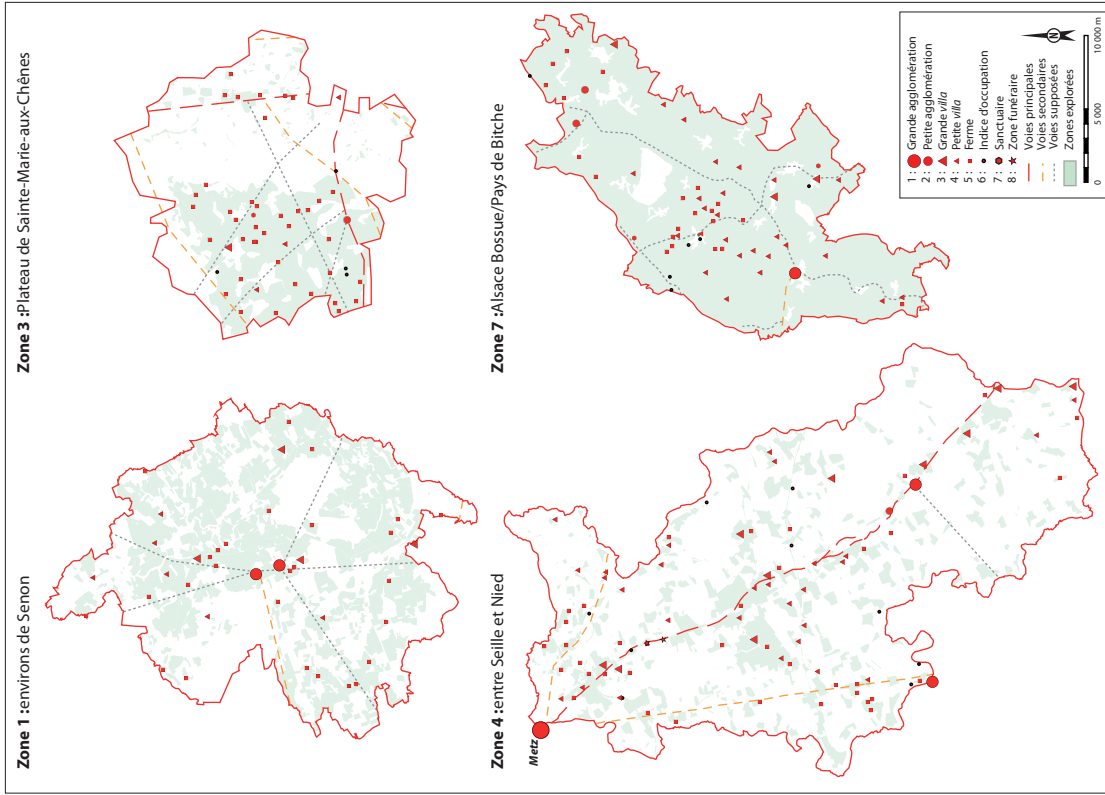 Zone 1 :environs de Senon
Zone 3 :Plateau de Sainte-Marie-aux-Chênes
Zone 4 :entre Seille et Nied
Metz
Zone 7 :Alsace Bossue/Pays de Bitche
1 : Grande agglomération
2 : Petite agglomération
3 : Grande villa
4 : Petite villa
5 : Ferme
6 : Indice d'occupation
7 : Sanctuaire
8 : Zone funéraire
Voies principales
Voies secondaires
Voies supposées
Zones explorées
N
0 5 000 10 000 m